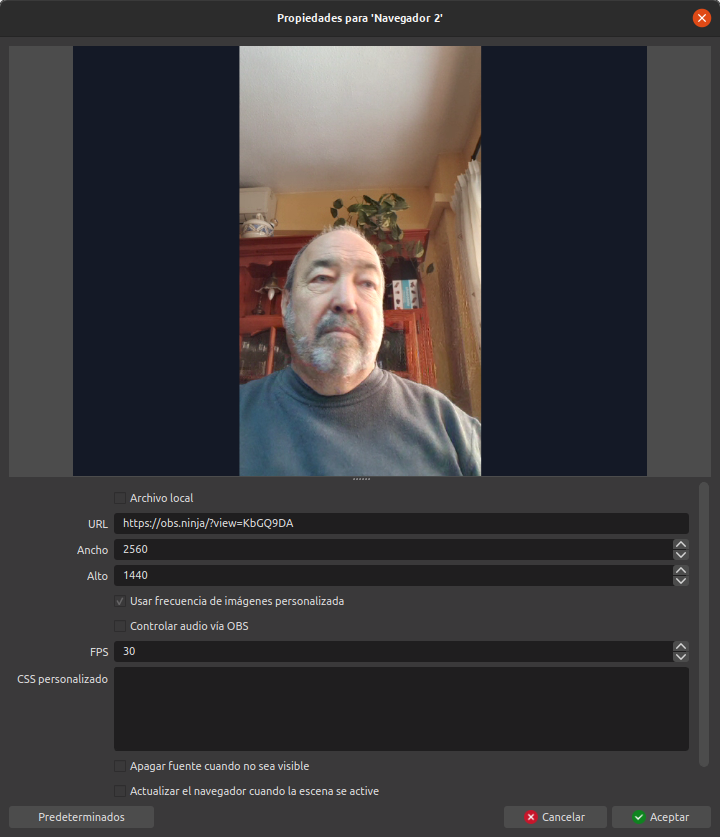 Propiedades para 'Navegador 2'
Archivo local
URL https://obs.ninja/?view=KbGQ9DA
Ancho 2560
Alto 1440
Usar frecuencia de imágenes personalizada
Controlar audio vía OBS
FPS 30
CSS personalizado
Apagar fuente cuando no sea visible
Actualizar el navegador cuando la escena se active
Predeterminados Cancelar Aceptar